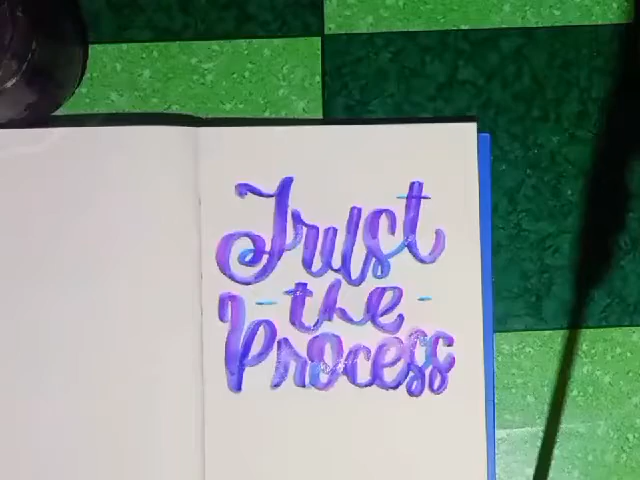 Trust
- the -
Process